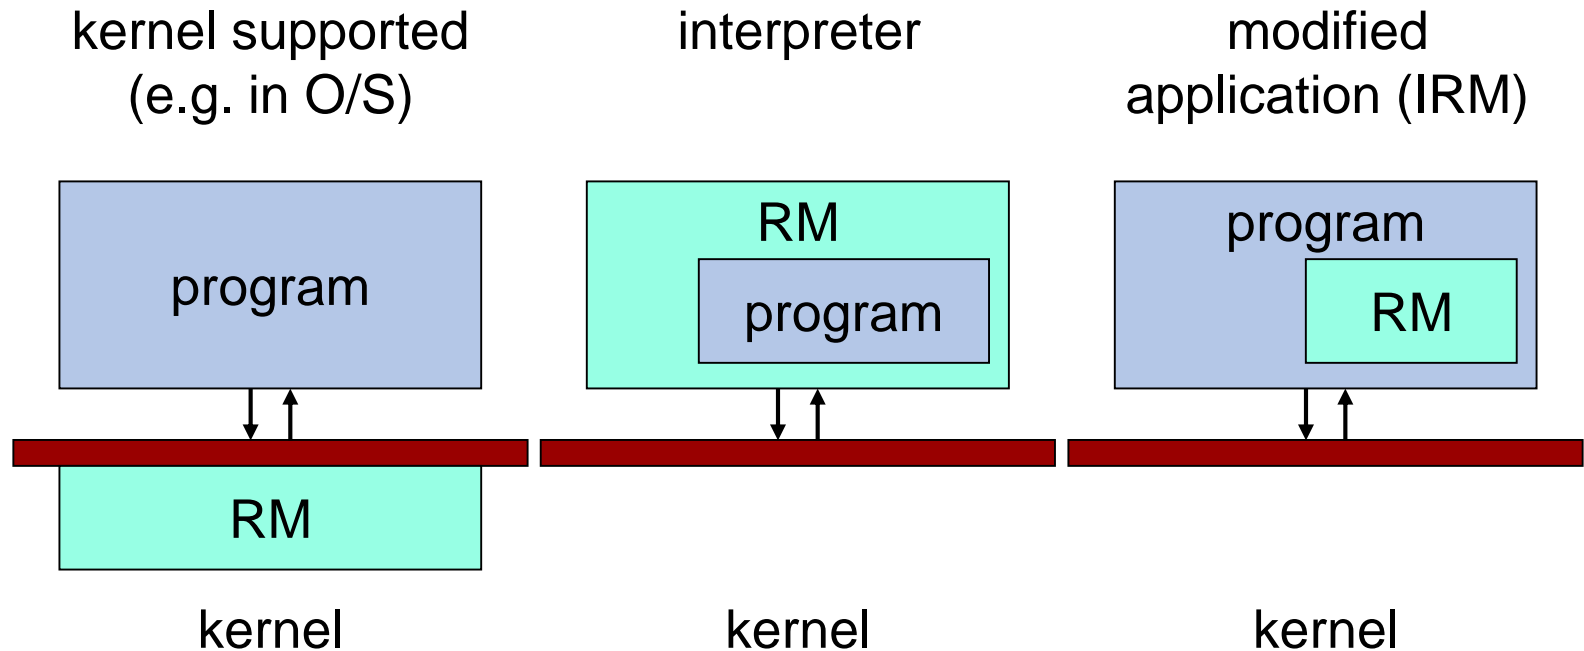 kernel supported
(e.g. in O/S)
interpreter
modified
application (IRM)
program
RM
kernel
RM
program
kernel
program
RM
kernel